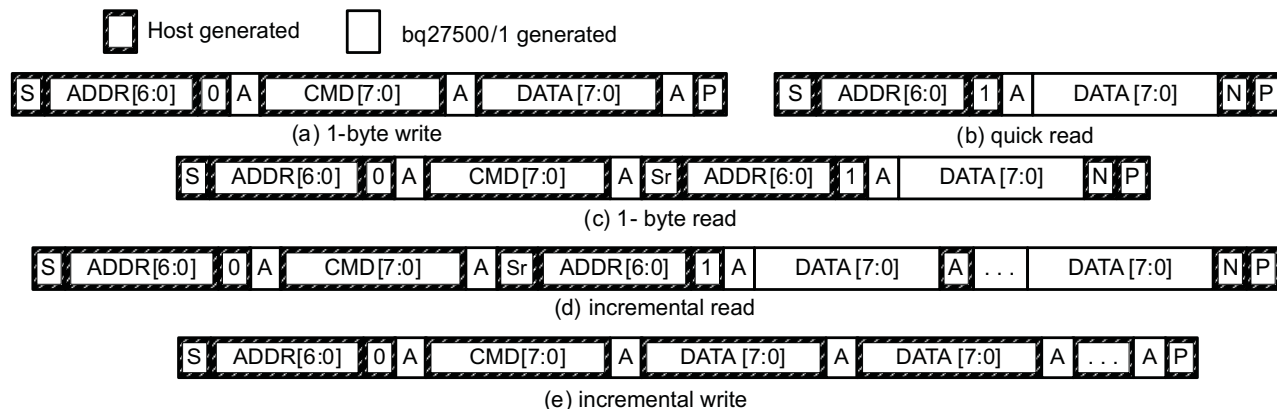 Host generated bq27500/1 generated
S ADDR[6:0] 0 A CMD[7:0] A DATA[7:0] A P S ADDR[6:0] 1 A DATA[7:0] N P
(a) 1-byte write (b) quick read
S ADDR[6:0] 0 A CMD[7:0] A Sr ADDR[6:0] 1 A DATA[7:0] N P
(c) 1- byte read
S ADDR[6:0] 0 A CMD[7:0] A Sr ADDR[6:0] 1 A DATA[7:0] A . . . DATA[7:0] N P
(d) incremental read
S ADDR[6:0] 0 A CMD[7:0] A DATA[7:0] A DATA[7:0] A . . . A P
(e) incremental write